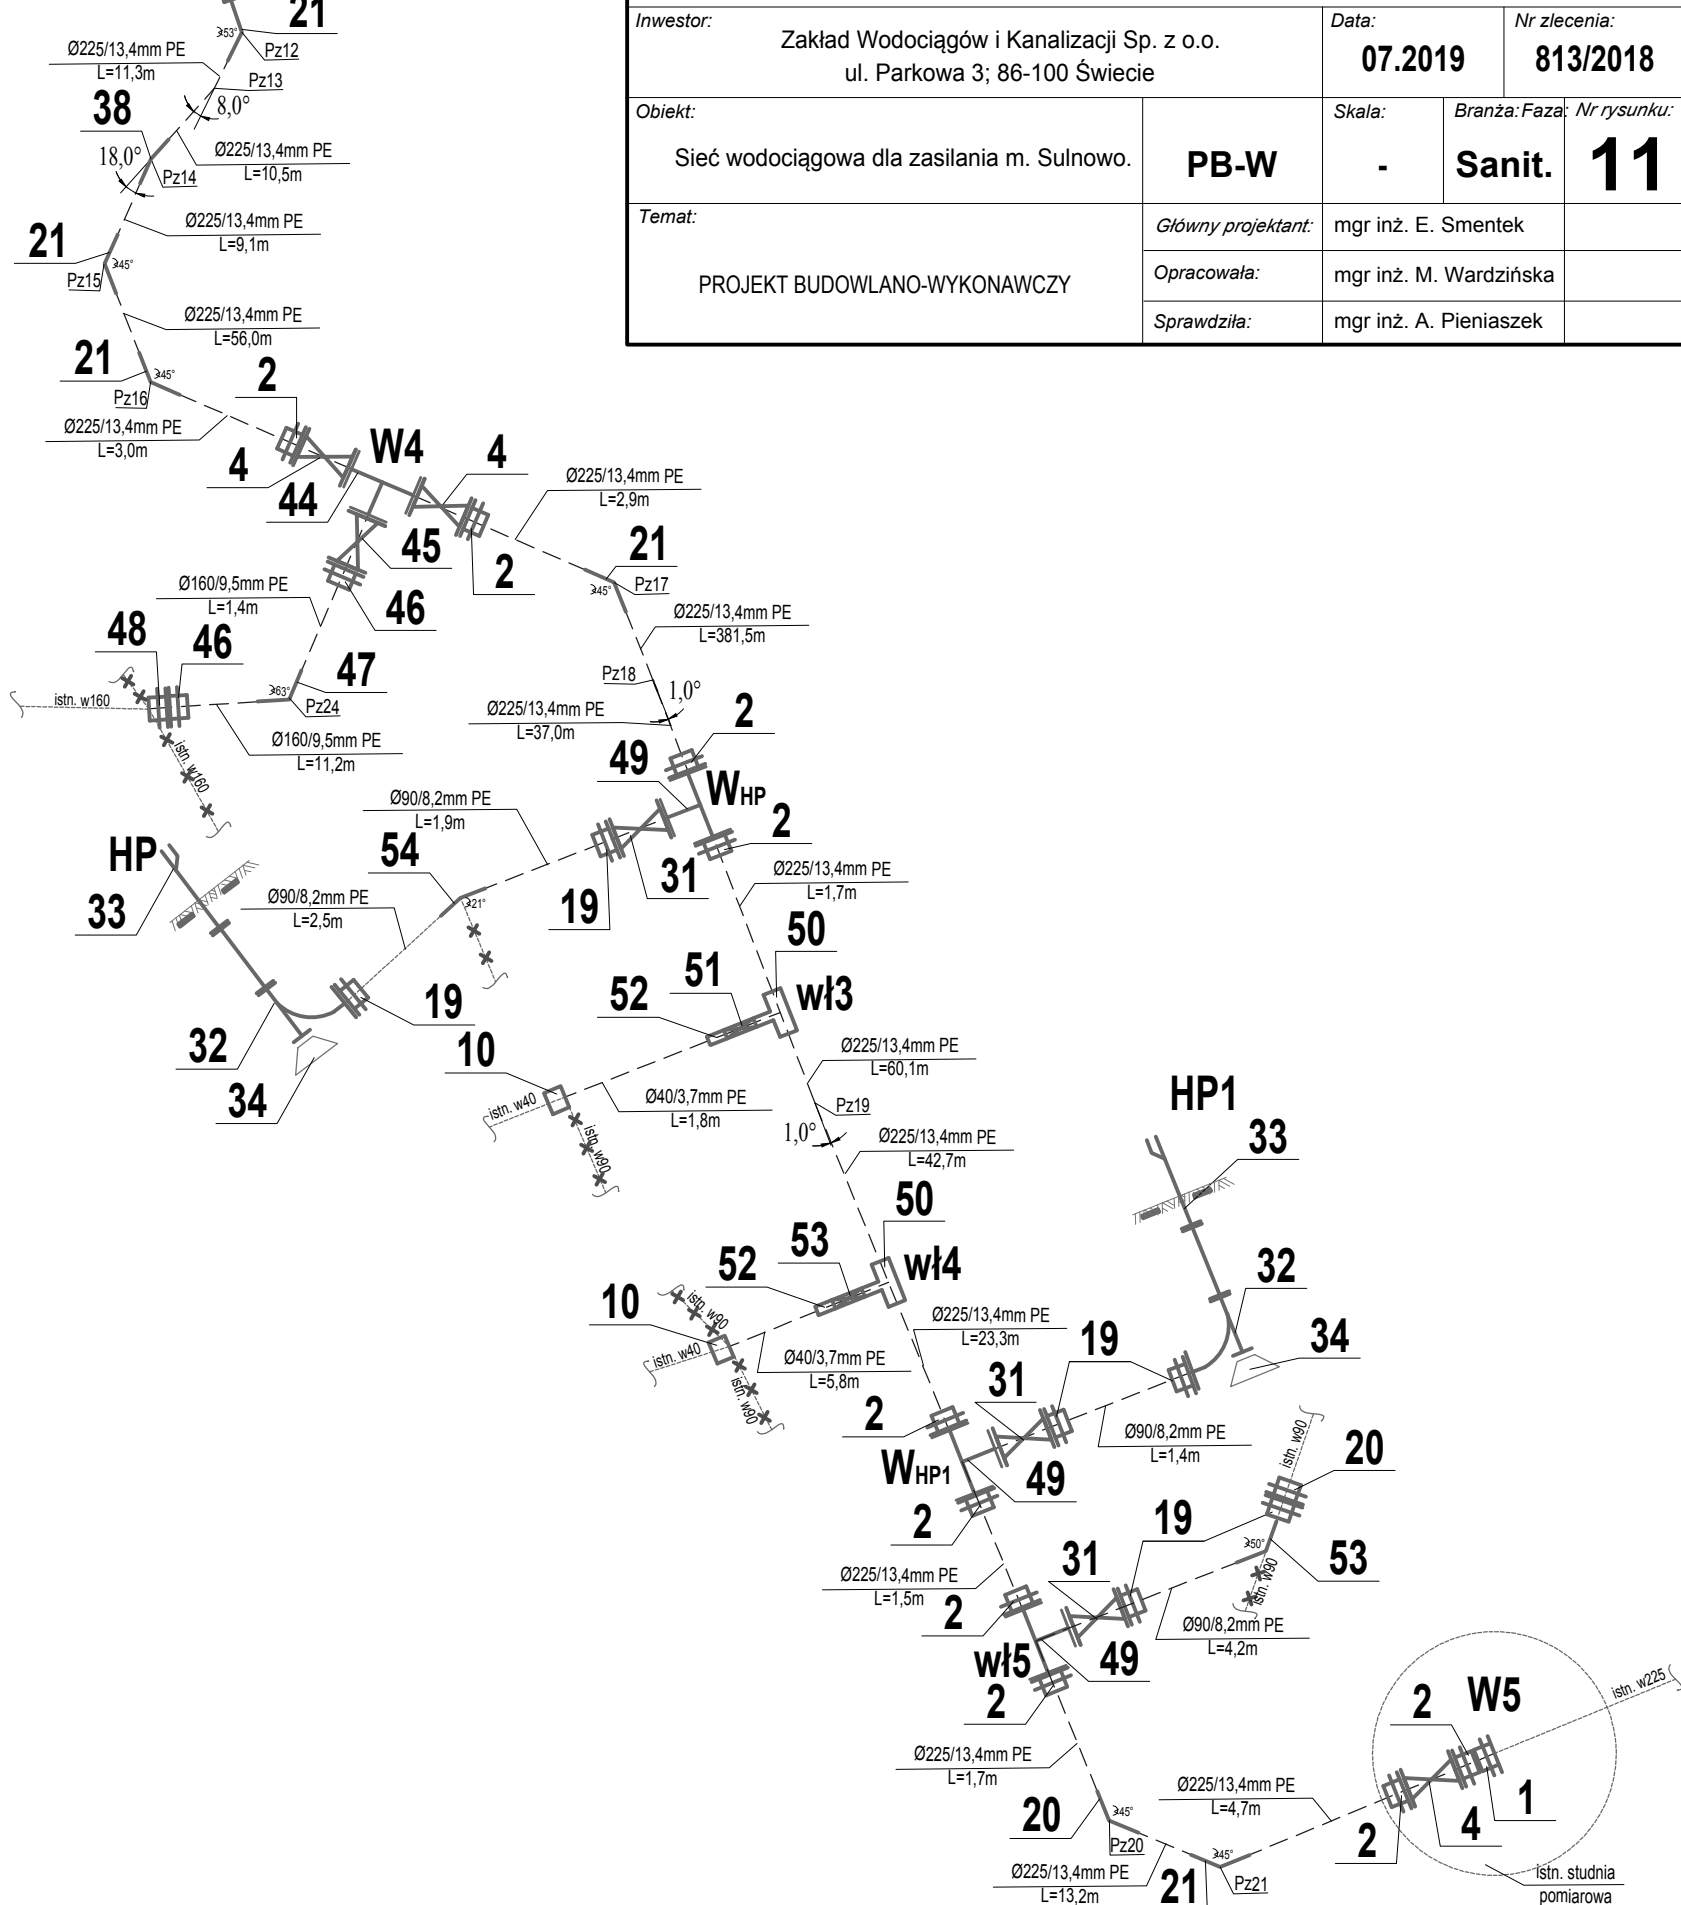 Inwestor:
Zakład Wodociągów i Kanalizacji Sp. z o.o.
ul. Parkowa 3; 86-100 Świecie
Data:
07.2019
Nr zlecenia:
813/2018
Obiekt:
Sieć wodociągowa dla zasilania m. Sulnowo.
PB-W
Skala:
-
Branża:Faza:
Sanit.
Nr rysunku:
11
Temat:
PROJEKT BUDOWLANO-WYKONAWCZY
Główny projektant:
mgr inż. E. Smentek
Opracowała:
mgr inż. M. Wardzińska
Sprawdziła:
mgr inż. A. Pieniaszek
21
53°
Pz12
Ø225/13,4mm PE
L=11,3m
Pz13
8,0°
38
18,0°
Pz14
Ø225/13,4mm PE
L=10,5m
Ø225/13,4mm PE
L=9,1m
21
45°
Pz15
Ø225/13,4mm PE
L=56,0m
21
45°
Pz16
2
Ø225/13,4mm PE
L=3,0m
4
W4
44
4
Ø225/13,4mm PE
L=2,9m
45
2
21
45°
Pz17
46
Ø160/9,5mm PE
L=1,4m
Ø225/13,4mm PE
L=381,5m
48
46
47
63°
Pz24
istn. w160
istn. w160
Ø160/9,5mm PE
L=11,2m
Pz18
1,0°
Ø225/13,4mm PE
L=37,0m
2
49
WHP
2
Ø90/8,2mm PE
L=1,9m
54
31
19
21°
HP
33
Ø90/8,2mm PE
L=2,5m
Ø225/13,4mm PE
L=1,7m
19
32
34
50
51
52
wł3
10
istn. w40
istn. w90
Ø40/3,7mm PE
L=1,8m
Ø225/13,4mm PE
L=60,1m
Pz19
1,0°
Ø225/13,4mm PE
L=42,7m
HP1
33
50
53
52
wł4
32
10
istn. w90
istn. w40
istn. w90
Ø40/3,7mm PE
L=5,8m
Ø225/13,4mm PE
L=23,3m
19
34
31
2
Ø90/8,2mm PE
L=1,4m
WHP1
49
istn. w90
20
2
19
50°
53
istn. w90
31
Ø225/13,4mm PE
L=1,5m
2
Ø90/8,2mm PE
L=4,2m
wł5
49
2
2
W5
istn. w225
Ø225/13,4mm PE
L=1,7m
Ø225/13,4mm PE
L=4,7m
20
45°
Pz20
2
4
1
45°
Ø225/13,4mm PE
L=13,2m
21
Pz21
istn. studnia
pomiarowa